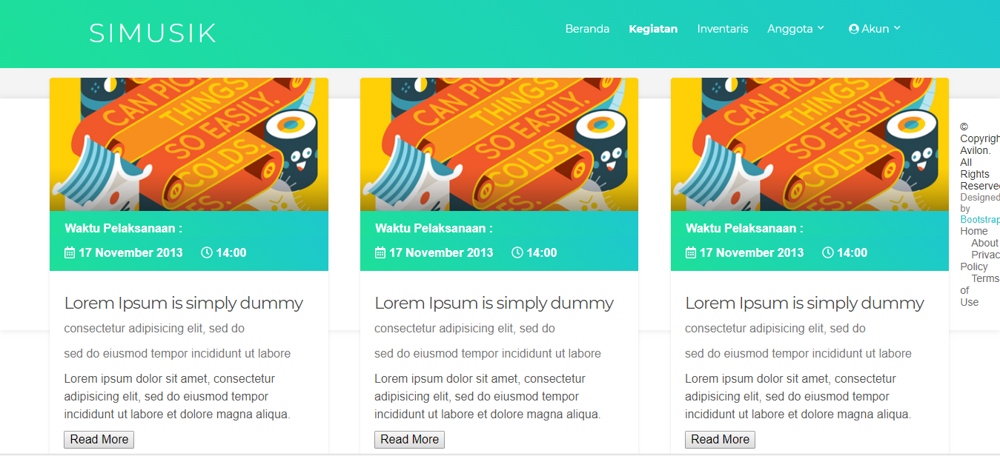 SIMUSIK
Beranda Kegiatan Inventaris Anggota Akun
CAN PIC
THINGS
SO EASILY.
COLDS.
ES.
Waktu Pelaksanaan :
17 November 2013 14:00
Lorem Ipsum is simply dummy
consectetur adipisicing elit, sed do
sed do eiusmod tempor incididunt ut labore
Lorem ipsum dolor sit amet, consectetur
adipisicing elit, sed do eiusmod tempor
incididunt ut labore et dolore magna aliqua.
Read More
CAN PIC
THINGS
SO EASILY.
COLDS.
ES.
Waktu Pelaksanaan :
17 November 2013 14:00
Lorem Ipsum is simply dummy
consectetur adipisicing elit, sed do
sed do eiusmod tempor incididunt ut labore
Lorem ipsum dolor sit amet, consectetur
adipisicing elit, sed do eiusmod tempor
incididunt ut labore et dolore magna aliqua.
Read More
CAN PIC
THINGS
SO EASILY.
COLDS.
ES.
Waktu Pelaksanaan :
17 November 2013 14:00
Lorem Ipsum is simply dummy
consectetur adipisicing elit, sed do
sed do eiusmod tempor incididunt ut labore
Lorem ipsum dolor sit amet, consectetur
adipisicing elit, sed do eiusmod tempor
incididunt ut labore et dolore magna aliqua.
Read More
©
Copyrigh
Avilon.
All
Rights
Reserve
Designed
by
Bootstrap
Home
About
Privac
Policy
Terms
of
Use